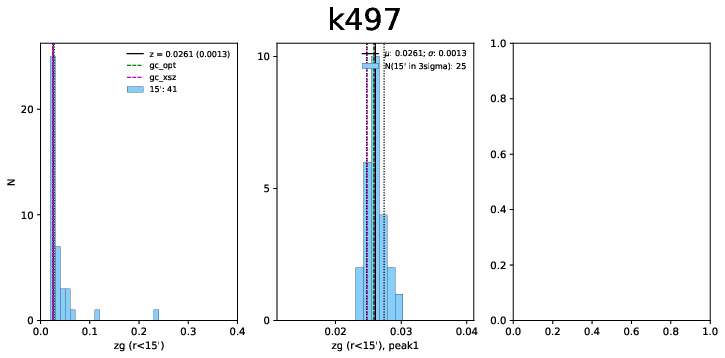 k497
z = 0.0261 (0.0013)
gc_opt
gc_xsz
15': 41
N
0
10
20
0.0 0.1 0.2 0.3 0.4
zg (r<15')
μ: 0.0261; σ: 0.0013
N(15' in 3sigma): 25
0
5
10
0.02 0.03 0.04
zg (r<15'), peak1
1.0
0.8
0.6
0.4
0.2
0.0
0.0 0.2 0.4 0.6 0.8 1.0